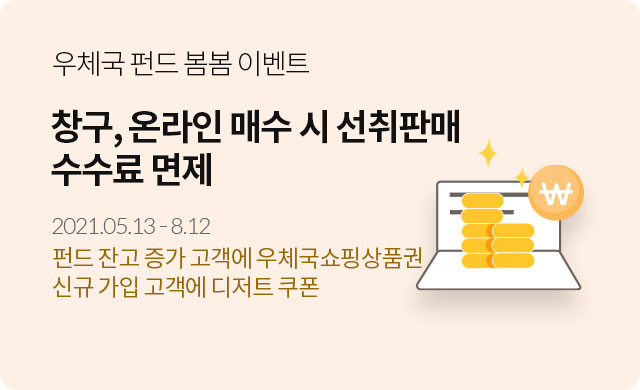 우체국 펀드 봄봄 이벤트
창구, 온라인 매수 시 선취판매
수수료 면제
2021.05.13 - 8.12
펀드 잔고 증가 고객에 우체국쇼핑상품권
신규 가입 고객에 디저트 쿠폰
₩